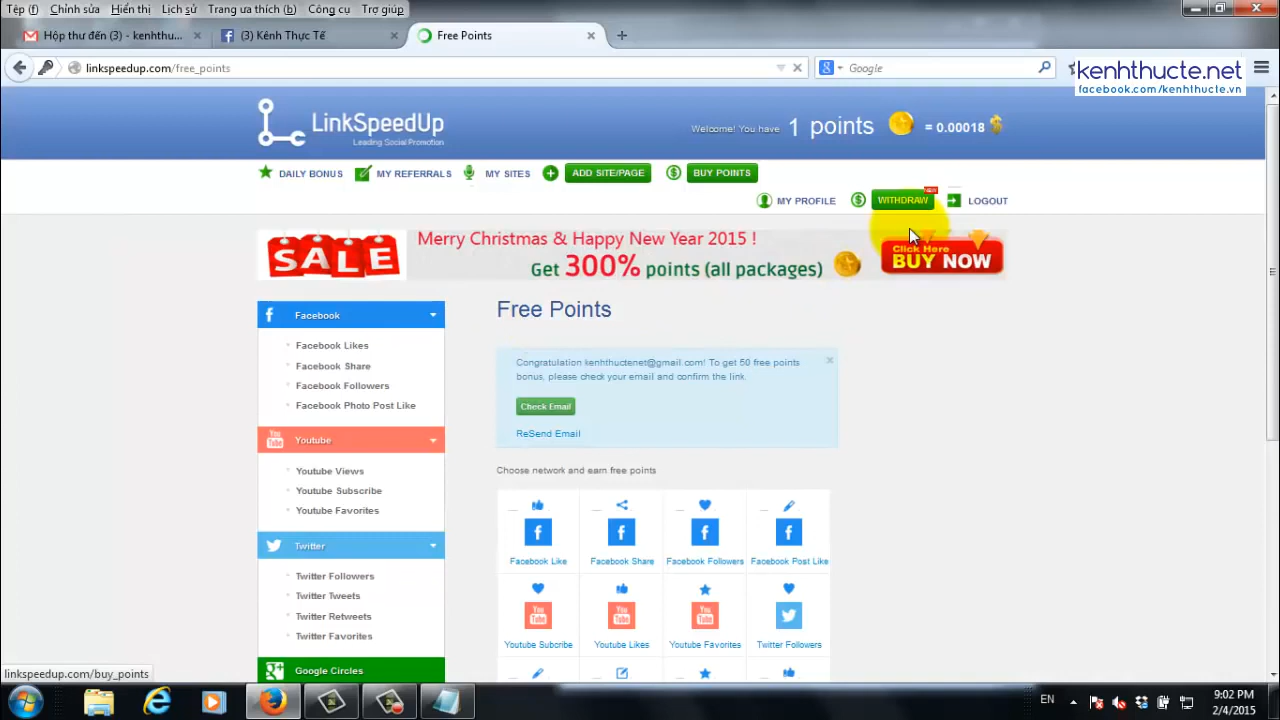 Tệp (f) Chỉnh sửa Hiển thị Lịch sử Trang ưa thích (b) Công cụ Trợ giúp
Hộp thư đến (3) - kenhthu... × (3) Kênh Thực Tế × Free Points × +
linkspeedup.com/free_points Google
kenhthucte.net
facebook.com/kenhthucte.vn
LinkSpeedUp
Leading Social Promotion
Welcome! You have 1 points = 0.00018
DAILY BONUS MY REFERRALS MY SITES ADD SITE/PAGE BUY POINTS
MY PROFILE WITHDRAW LOGOUT
SALE
Merry Christmas & Happy New Year 2015 !
Get 300% points (all packages)
Click Here
BUY NOW
Facebook
Facebook Likes
Facebook Share
Facebook Followers
Facebook Photo Post Like
Youtube
Youtube Views
Youtube Subscribe
Youtube Favorites
Twitter
Twitter Followers
Twitter Tweets
Twitter Retweets
Twitter Favorites
Google Circles
Free Points
Congratulation kenhthuctenet@gmail.com! To get 50 free points
bonus, please check your email and confirm the link.
Check Email
ReSend Email
Choose network and earn free points
Facebook Like Facebook Share Facebook Followers Facebook Post Like
Youtube Subcribe Youtube Likes Youtube Favorites Twitter Followers
linkspeedup.com/buy_points
EN 9:02 PM
2/4/2015